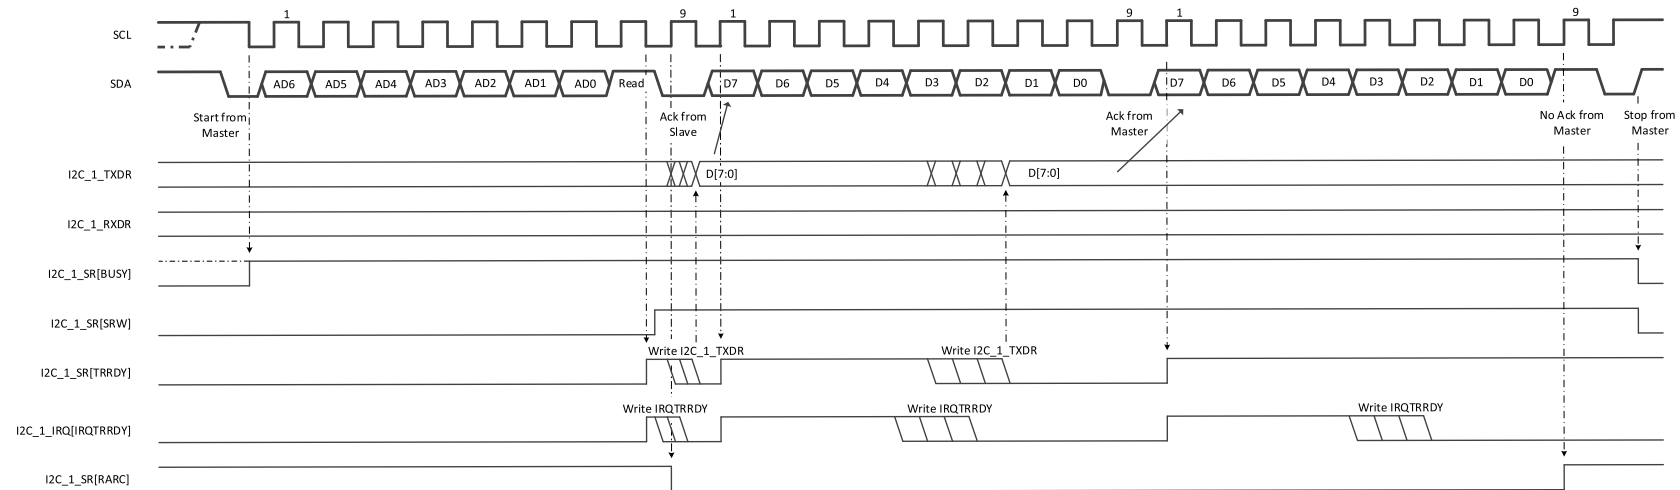 1 9 1 9 1 9
SCL
SDA AD6 AD5 AD4 AD3 AD2 AD1 AD0 Read D7 D6 D5 D4 D3 D2 D1 D0 D7 D6 D5 D4 D3 D2 D1 D0
Start from
Master
Ack from
Slave
Ack from
Master
No Ack from
Master
Stop from
Master
I2C_1_TXDR D[7:0] D[7:0]
I2C_1_RXDR
I2C_1_SR[BUSY]
I2C_1_SR[SRW]
Write I2C_1_TXDR Write I2C_1_TXDR
I2C_1_SR[TRRDY]
Write IRQTRRDY Write IRQTRRDY Write IRQTRRDY
I2C_1_IRQ[IRQTRRDY]
I2C_1_SR[RARC]